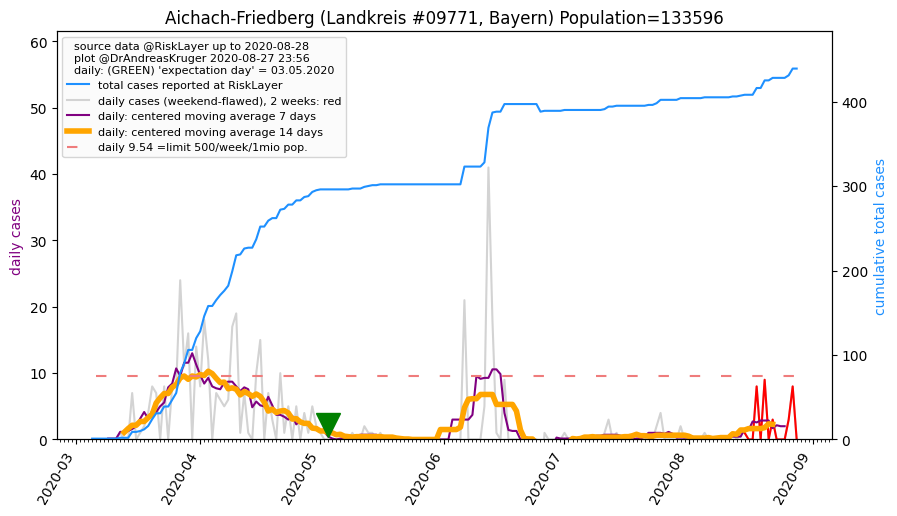 Aichach-Friedberg (Landkreis #09771, Bayern) Population=133596
source data @RiskLayer up to 2020-08-28
plot @DrAndreasKruger 2020-08-27 23:56
daily: (GREEN) 'expectation day' = 03.05.2020
total cases reported at RiskLayer
daily cases (weekend-flawed), 2 weeks: red
daily: centered moving average 7 days
daily: centered moving average 14 days
daily 9.54 =limit 500/week/1mio pop.
daily cases
60
50
40
30
20
10
0
cumulative total cases
400
300
200
100
0
2020-03
2020-04
2020-05
2020-06
2020-07
2020-08
2020-09